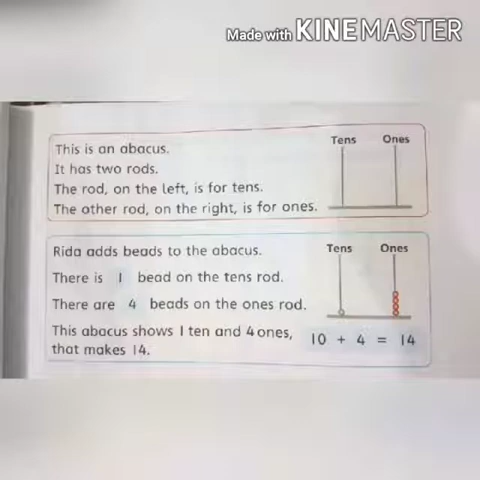 Made with KINEMASTER
This is an abacus.
It has two rods.
The rod, on the left, is for tens.
The other rod, on the right, is for ones.
Tens Ones
Rida adds beads to the abacus.
There is 1 bead on the tens rod.
There are 4 beads on the ones rod.
This abacus shows 1 ten and 4 ones,
that makes 14.
Tens Ones
10 + 4 = 14